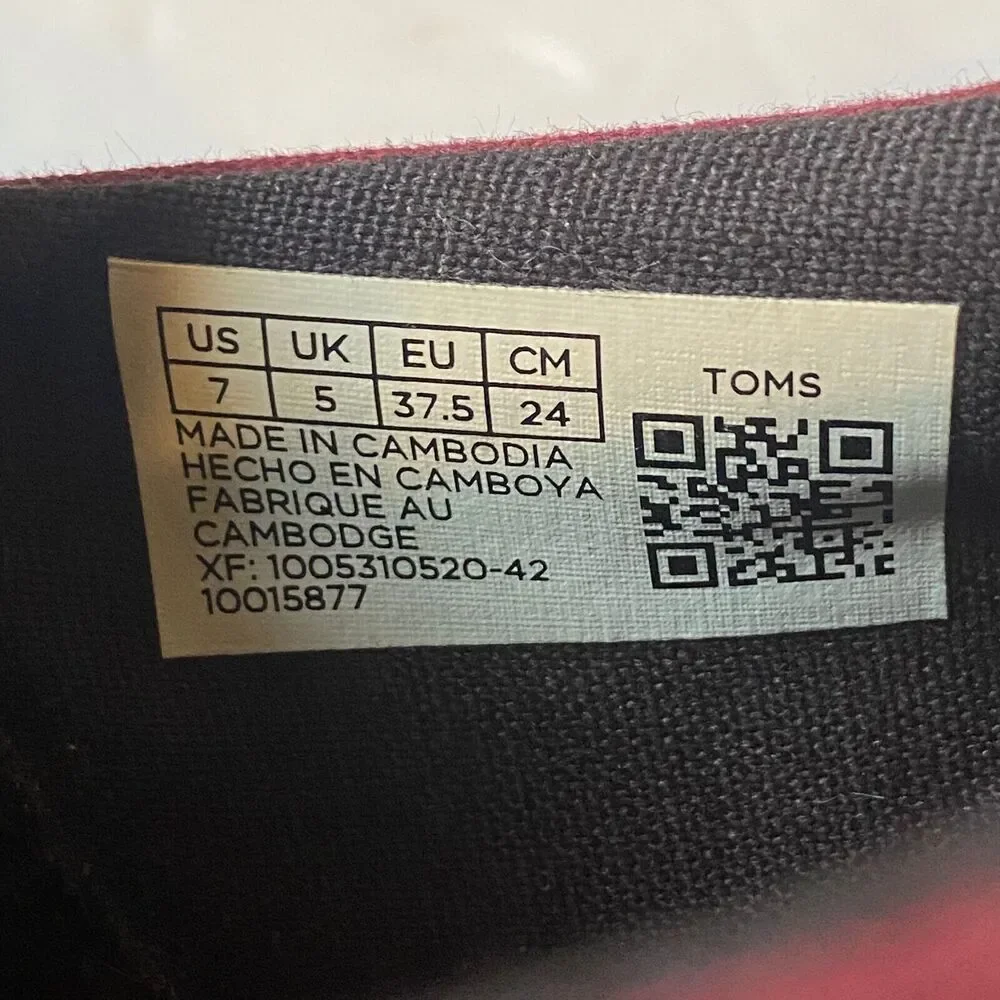 US UK EU CM
7 5 37.5 24
MADE IN CAMBODIA
HECHO EN CAMBOYA
FABRIQUE AU
CAMBODGE
XF: 1005310520-42
10015877
TOMS